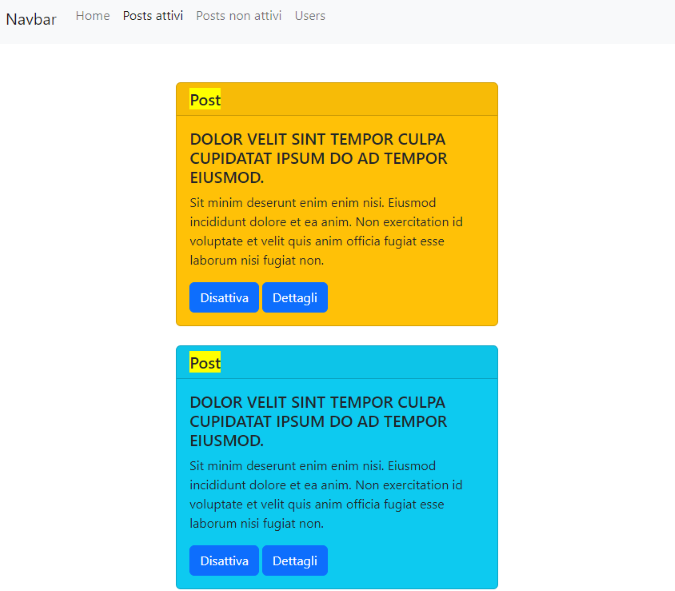 Navbar Home Posts attivi Posts non attivi Users
Post
DOLOR VELIT SINT TEMPOR CULPA
CUPIDATAT IPSUM DO AD TEMPOR
EIUSMOD.
Sit minim deserunt enim enim nisi. Eiusmod
incididunt dolore et ea anim. Non exercitation id
voluptate et velit quis anim officia fugiat esse
laborum nisi fugiat non.
Disattiva Dettagli
Post
DOLOR VELIT SINT TEMPOR CULPA
CUPIDATAT IPSUM DO AD TEMPOR
EIUSMOD.
Sit minim deserunt enim enim nisi. Eiusmod
incididunt dolore et ea anim. Non exercitation id
voluptate et velit quis anim officia fugiat esse
laborum nisi fugiat non.
Disattiva Dettagli